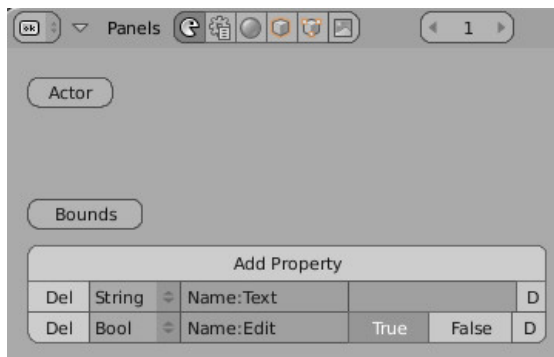 Panels 1
Actor
Bounds
Add Property
Del String Name:Text D
Del Bool Name:Edit True False D